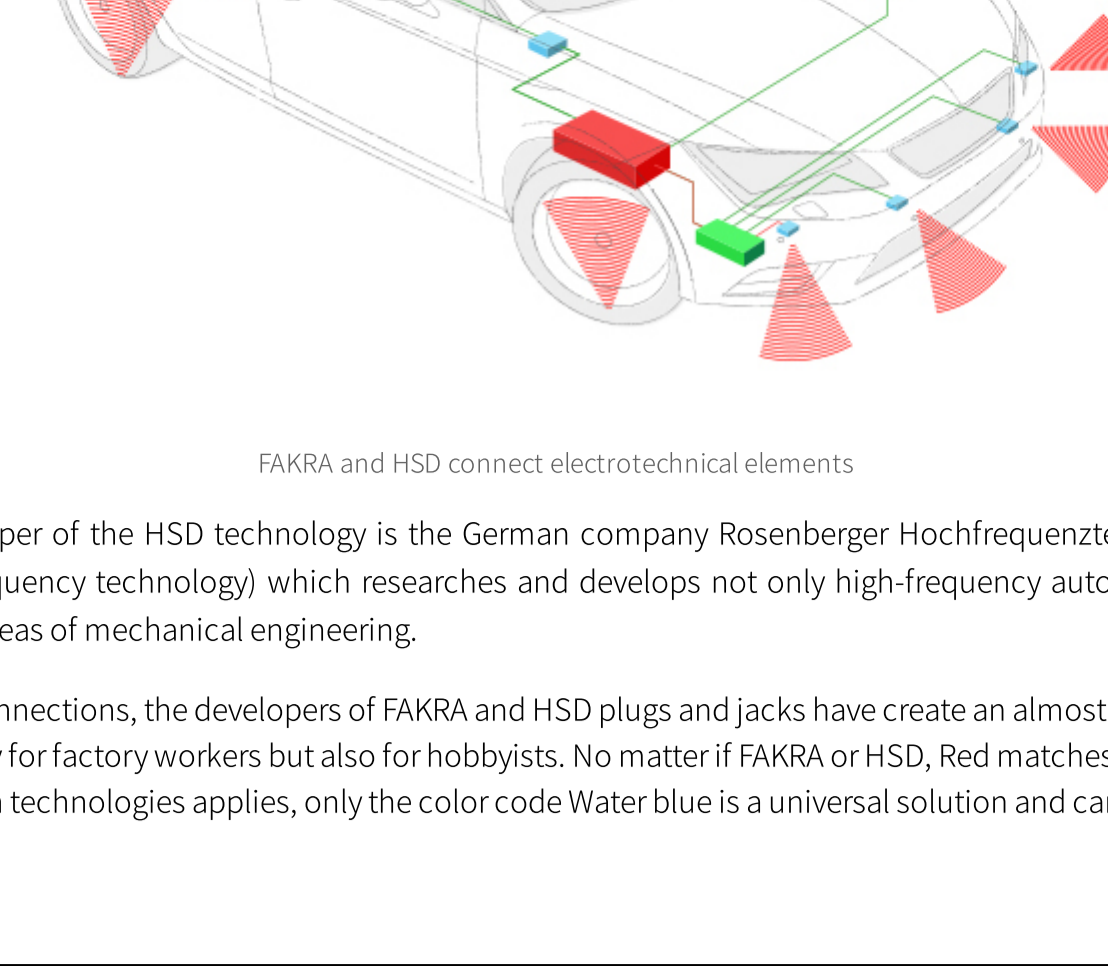 FAKRA and HSD connect electrotechnical elements
per of the HSD technology is the German company Rosenberger Hochfrequenzte
quency technology) which researches and develops not only high-frequency auto
eas of mechanical engineering.
nnections, the developers of FAKRA and HSD plugs and jacks have create an almost
for factory workers but also for hobbyists. No matter if FAKRA or HSD, Red matches
technologies applies, only the color code Water blue is a universal solution and can